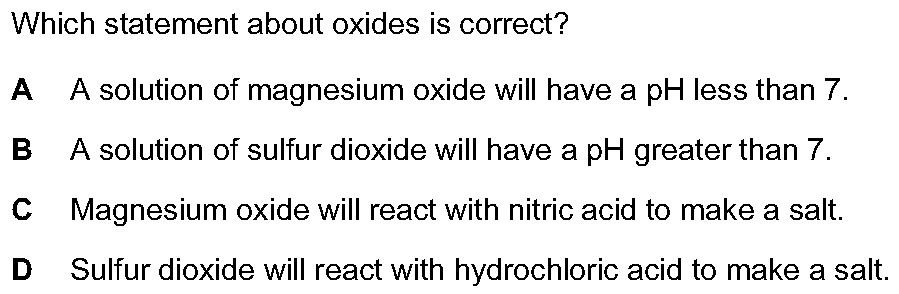 Which statement about oxides is correct?
A A solution of magnesium oxide will have a pH less than 7.
B A solution of sulfur dioxide will have a pH greater than 7.
C Magnesium oxide will react with nitric acid to make a salt.
D Sulfur dioxide will react with hydrochloric acid to make a salt.